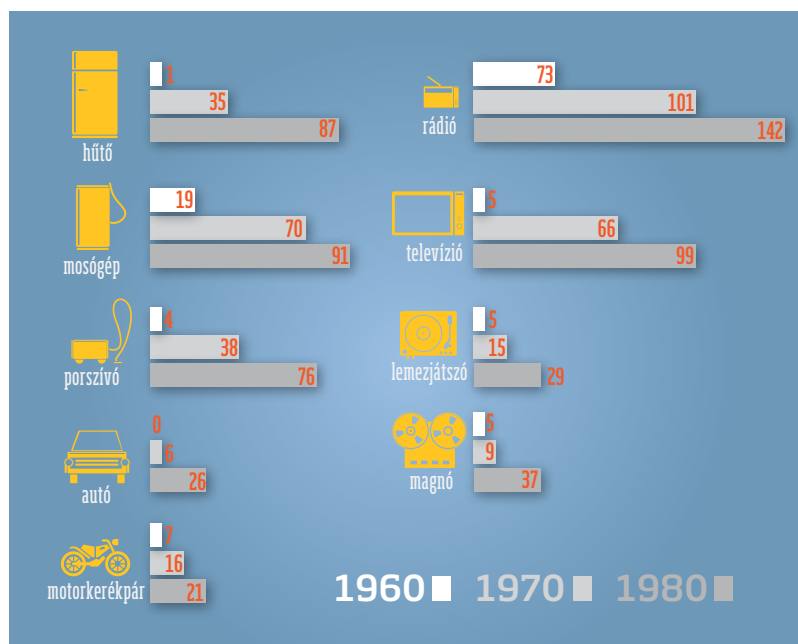 1
35
87
hűtő
73
101
142
rádió
19
70
91
mosógép
5
66
99
televízió
4
38
76
porszívó
5
15
29
lemezjátszó
0
6
26
autó
5
9
37
magnó
7
16
21
motorkerékpár
1960 1970 1980